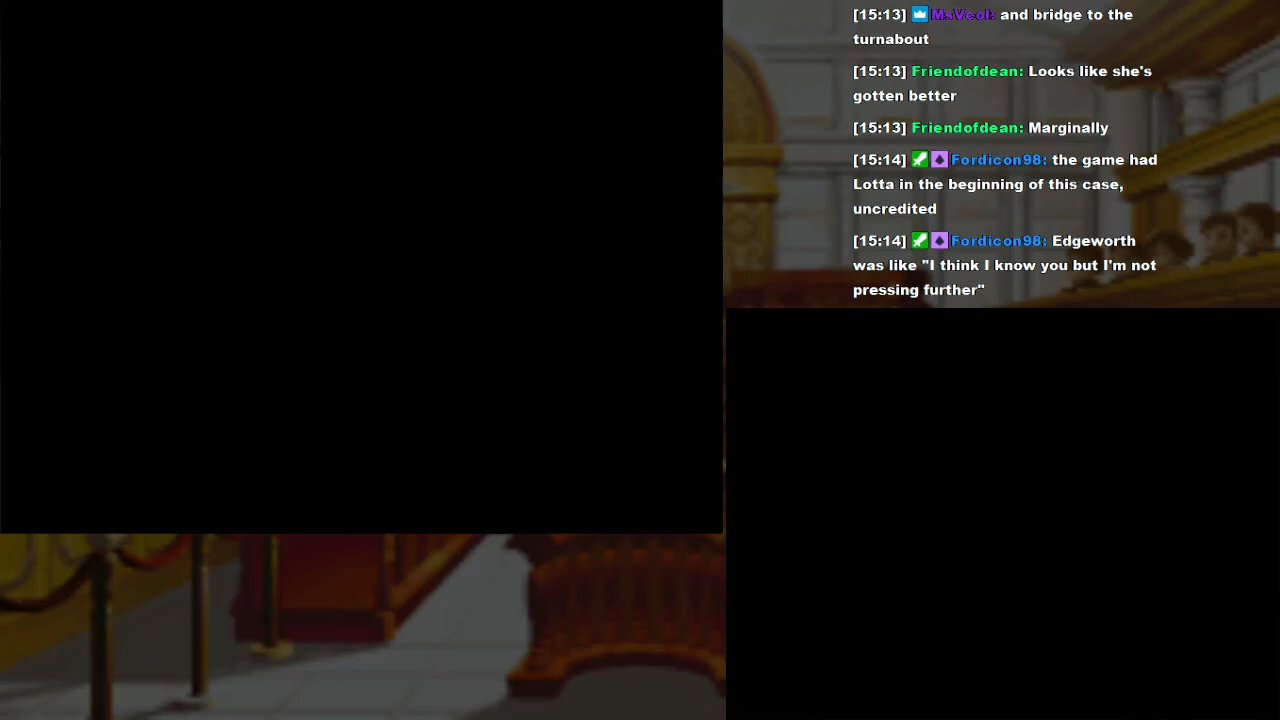 [15:13] MsVeol: and bridge to the
turnabout
[15:13] Friendofdean: Looks like she's
gotten better
[15:13] Friendofdean: Marginally
[15:14] Fordicon98: the game had
Lotta in the beginning of this case,
uncredited
[15:14] Fordicon98: Edgeworth
was like "I think I know you but I'm not
pressing further"